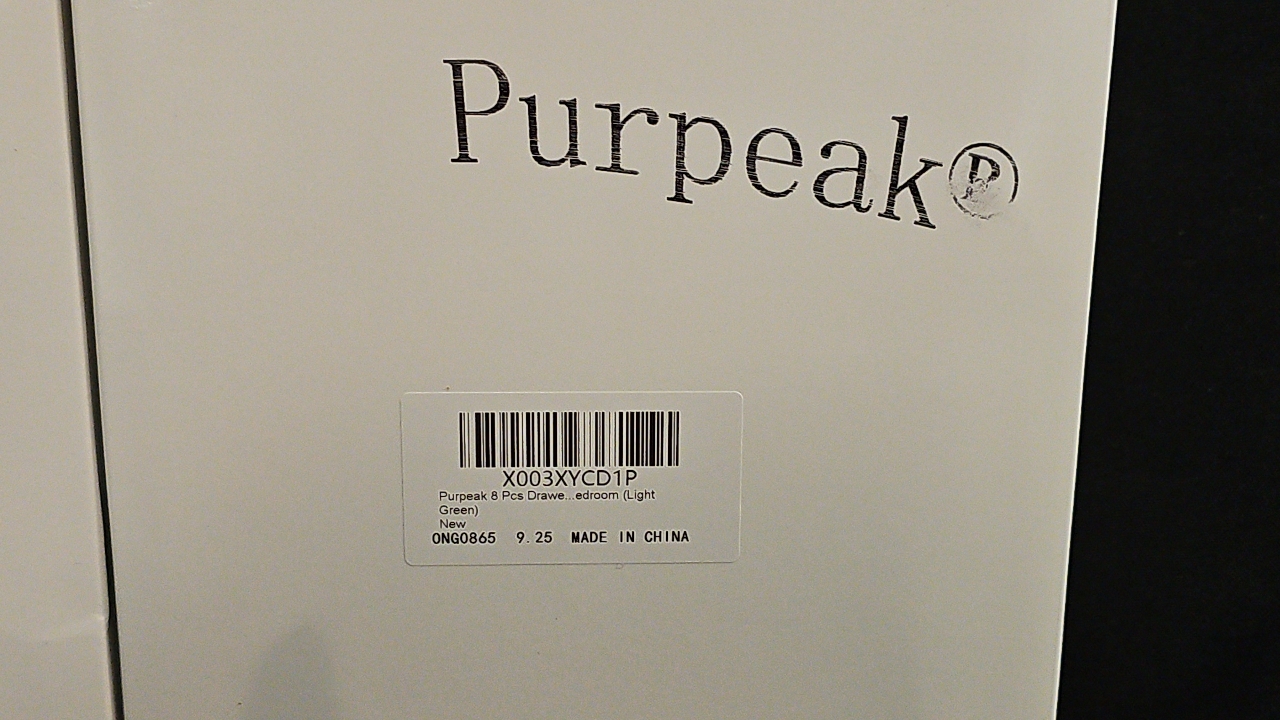 Purpeak®
X003XYCD1P
Purpeak 8 Pcs Drawe...edroom (Light
Green)
New
ONG0865 9.25 MADE IN CHINA